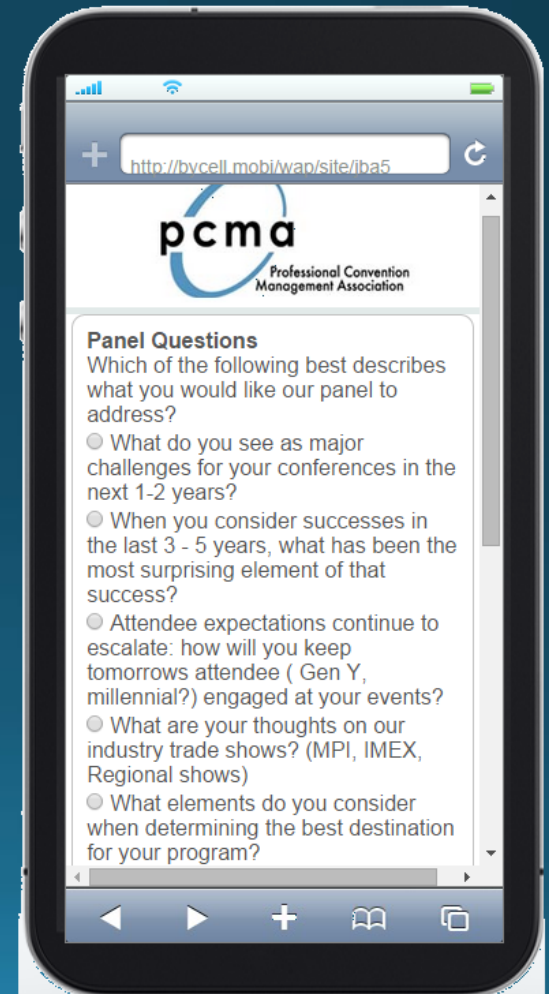 http://bycell.mobi/wap/site/iba5
pcma
Professional Convention
Management Association
Panel Questions
Which of the following best describes
what you would like our panel to
address?
What do you see as major
challenges for your conferences in the
next 1-2 years?
When you consider successes in
the last 3 - 5 years, what has been the
most surprising element of that
success?
Attendee expectations continue to
escalate: how will you keep
tomorrows attendee ( Gen Y,
millennial?) engaged at your events?
What are your thoughts on our
industry trade shows? (MPI, IMEX,
Regional shows)
What elements do you consider
when determining the best destination
for your program?